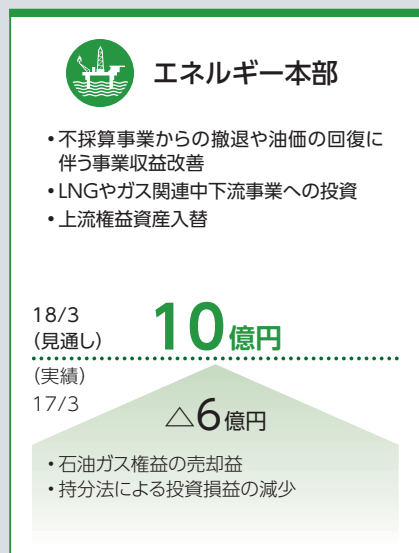 エネルギー本部
・不採算事業からの撤退や油価の回復に
伴う事業収益改善
・LNGやガス関連中下流事業への投資
・上流権益資産入替
18/3
（見通し）
10億円
（実績）
17/3
△6億円
・石油ガス権益の売却益
・持分法による投資損益の減少